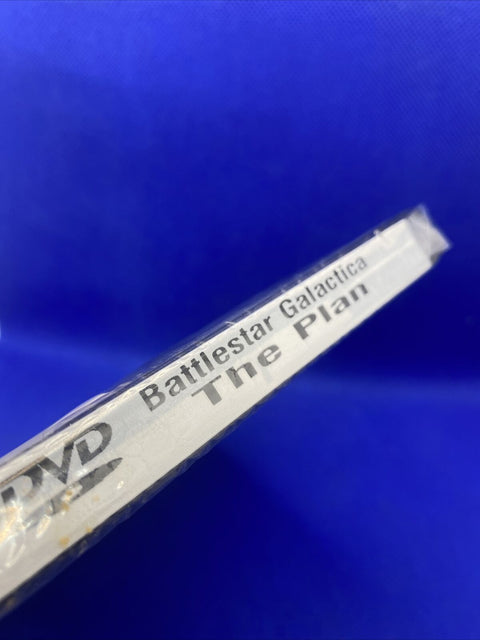 DVD
Battlestar Galactica
The Plan